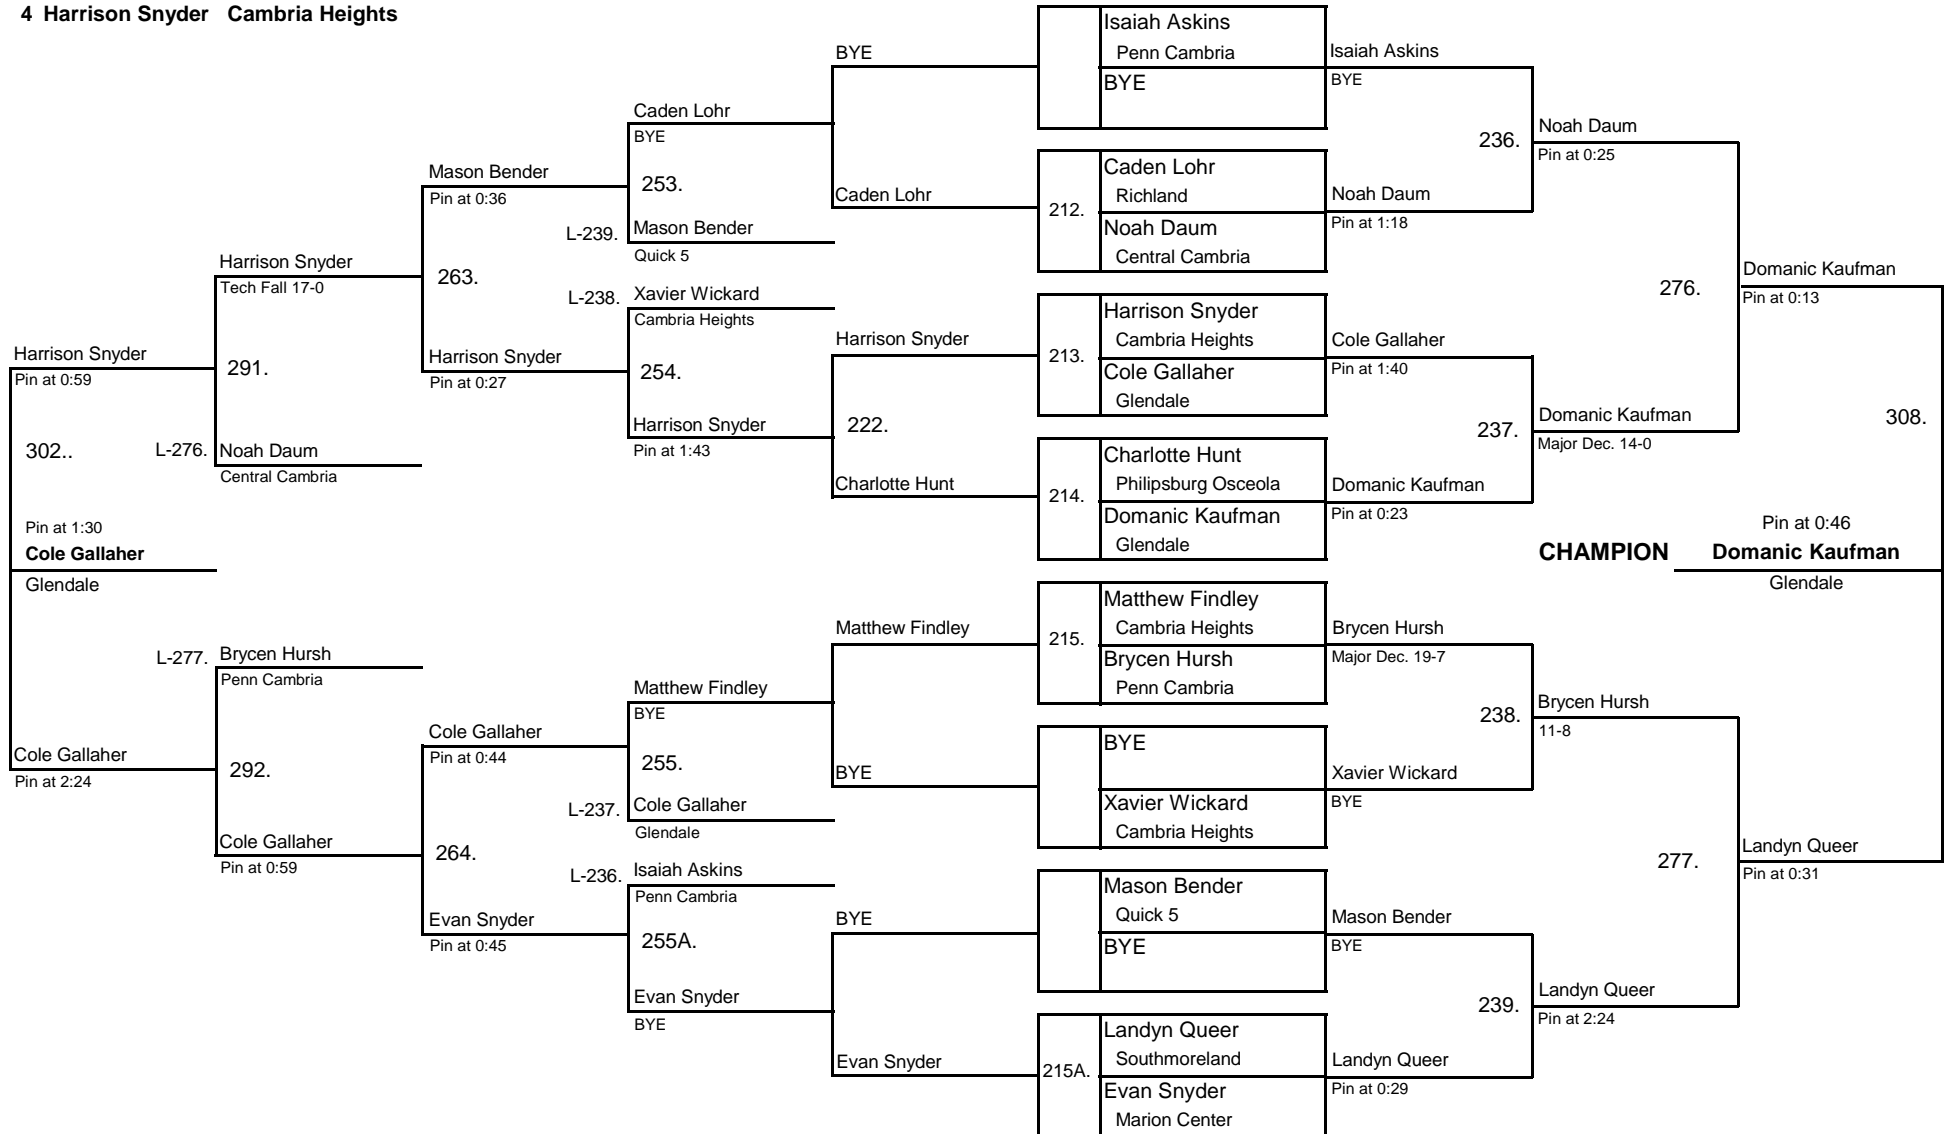 4 Harrison Snyder Cambria Heights
Harrison Snyder
Pin at 0:59
302..
Pin at 1:30
Cole Gallaher
Glendale
Cole Gallaher
Pin at 2:24
Harrison Snyder
Tech Fall 17-0
291.
L-276. Noah Daum
Central Cambria
L-277. Brycen Hursh
Penn Cambria
292.
Cole Gallaher
Pin at 0:59
Mason Bender
Pin at 0:36
263.
Harrison Snyder
Pin at 0:27
Cole Gallaher
Pin at 0:44
264.
Evan Snyder
Pin at 0:45
Caden Lohr
BYE
253.
L-239. Mason Bender
Quick 5
L-238. Xavier Wickard
Cambria Heights
254.
Harrison Snyder
Pin at 1:43
Matthew Findley
BYE
255.
L-237. Cole Gallaher
Glendale
L-236. Isaiah Askins
Penn Cambria
255A.
Evan Snyder
BYE
BYE
Caden Lohr
Harrison Snyder
222.
Charlotte Hunt
Matthew Findley
BYE
BYE
Evan Snyder
Isaiah Askins
Penn Cambria
BYE
212.
Caden Lohr
Richland
Noah Daum
Central Cambria
213.
Harrison Snyder
Cambria Heights
Cole Gallaher
Glendale
214.
Charlotte Hunt
Philipsburg Osceola
Domanic Kaufman
Glendale
215.
Matthew Findley
Cambria Heights
Brycen Hursh
Penn Cambria
BYE
Xavier Wickard
Cambria Heights
Mason Bender
Quick 5
BYE
215A.
Landyn Queer
Southmoreland
Evan Snyder
Marion Center
Isaiah Askins
BYE
236.
Noah Daum
Pin at 1:18
Cole Gallaher
Pin at 1:40
237.
Domanic Kaufman
Pin at 0:23
Brycen Hursh
Major Dec. 19-7
238.
Xavier Wickard
BYE
Mason Bender
BYE
239.
Landyn Queer
Pin at 0:29
Noah Daum
Pin at 0:25
276.
Domanic Kaufman
Major Dec. 14-0
Brycen Hursh
11-8
277.
Landyn Queer
Pin at 2:24
Domanic Kaufman
Pin at 0:13
308.
Pin at 0:46
CHAMPION Domanic Kaufman
Glendale
Landyn Queer
Pin at 0:31